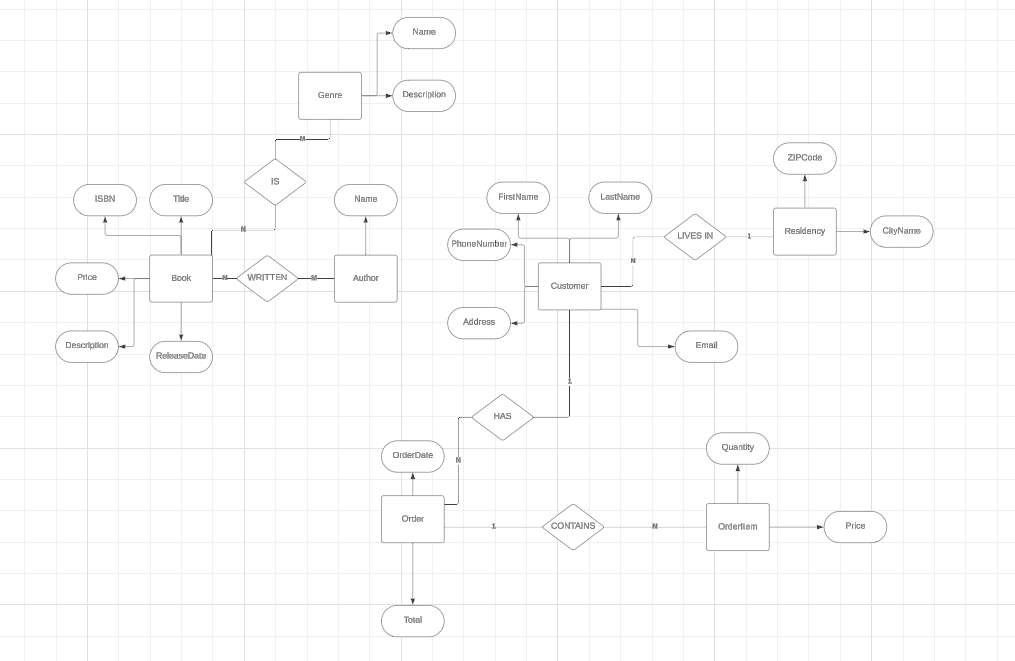 Name
Genre
Description
M
ZIPCode
IS
ISBN
Title
Name
FirstName
LastName
N
Residency
CityName
LIVES IN
1
PhoneNumber
N
Price
Book
N
WRITTEN
M
Author
Customer
Address
Description
ReleaseDate
Email
1
HAS
OrderDate
N
Quantity
Order
1
CONTAINS
N
OrderItem
Price
Total